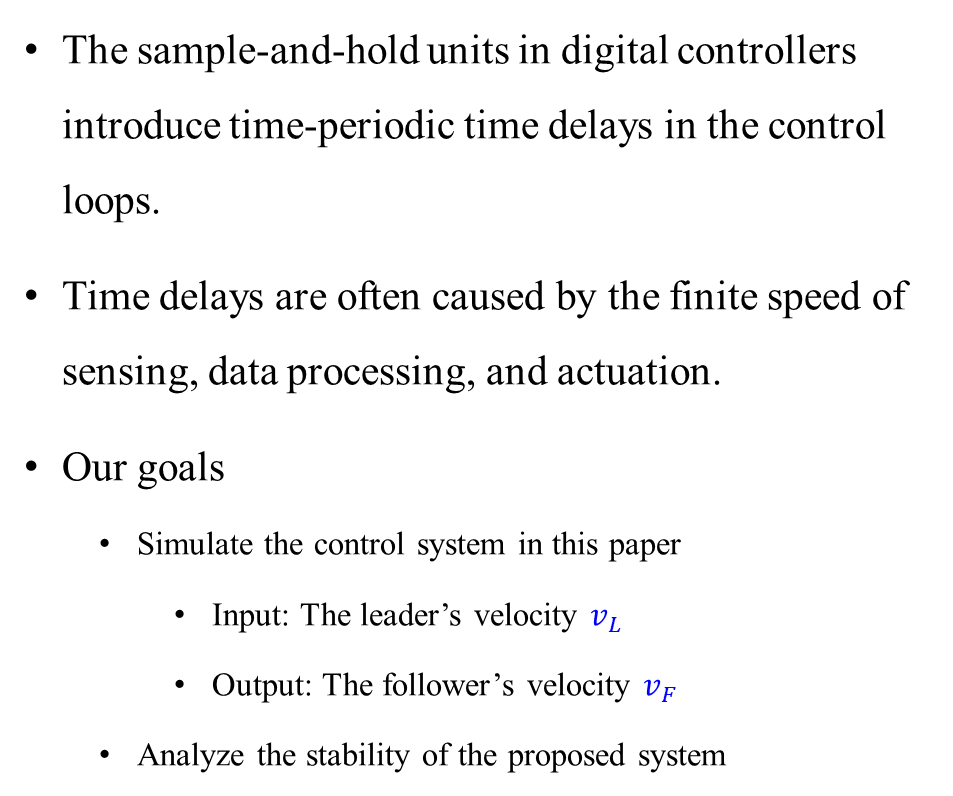 • The sample-and-hold units in digital controllers
introduce time-periodic time delays in the control
loops.
• Time delays are often caused by the finite speed of
sensing, data processing, and actuation.
• Our goals
• Simulate the control system in this paper
• Input: The leader’s velocity v_L
• Output: The follower’s velocity v_F
• Analyze the stability of the proposed system